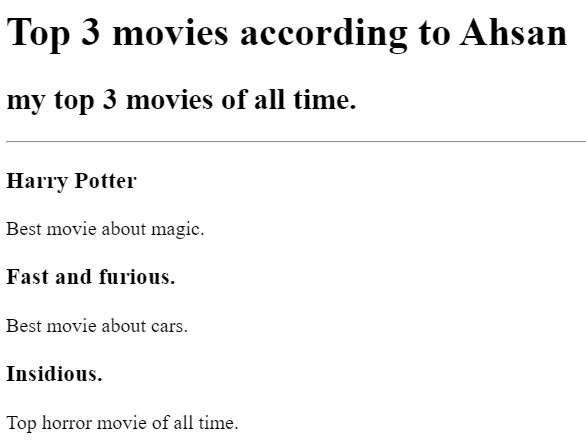 Top 3 movies according to Ahsan
my top 3 movies of all time.
Harry Potter
Best movie about magic.
Fast and furious.
Best movie about cars.
Insidious.
Top horror movie of all time.